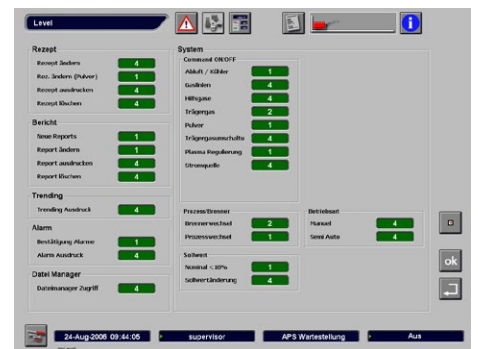 Level
Rezept
Rezept ändern 4
Rez. ändern (Pulver) 1
Rezept ausdrucken 4
Rezept löschen 4
Bericht
Neue Reports 1
Report ändern 1
Report ausdrucken 4
Report löschen 4
Trending
Trending Ausdruck 4
Alarm
Bestätigung Alarme 1
Alarm Ausdruck 4
Datei Manager
Dateimanager Zugriff 4
System
Command ON/OFF
Abluft / Kühler 1
Gaslinien 4
Hilfsgase 4
Trägergas 2
Pulver 1
Trägergasumschaltu 4
Plasma Regulierung 1
Stromquelle 4
Prozess/Brenner
Brennerwechsel 2
Prozesswechsel 1
Sollwert
Nominal <30% 1
Sollwertänderung 4
Betriebsart
Manuel 4
Semi Auto 4
ok
24-Aug-2006 09:44:05 supervisor APS Wartestellung Aus